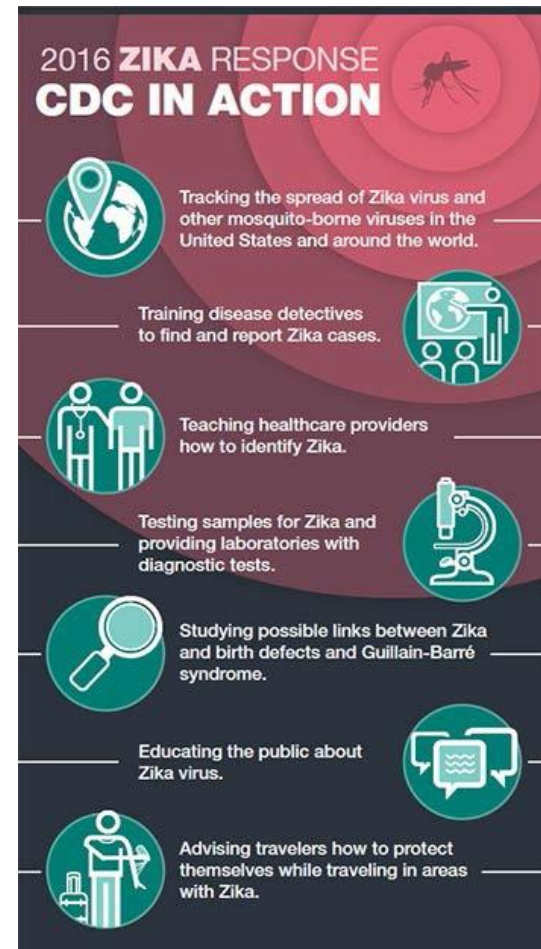 2016 ZIKA RESPONSE
CDC IN ACTION
Tracking the spread of Zika virus and
other mosquito-borne viruses in the
United States and around the world.
Training disease detectives
to find and report Zika cases.
Teaching healthcare providers
how to identify Zika.
Testing samples for Zika and
providing laboratories with
diagnostic tests.
Studying possible links between Zika
and birth defects and Guillain-Barré
syndrome.
Educating the public about
Zika virus.
Advising travelers how to protect
themselves while traveling in areas
with Zika.